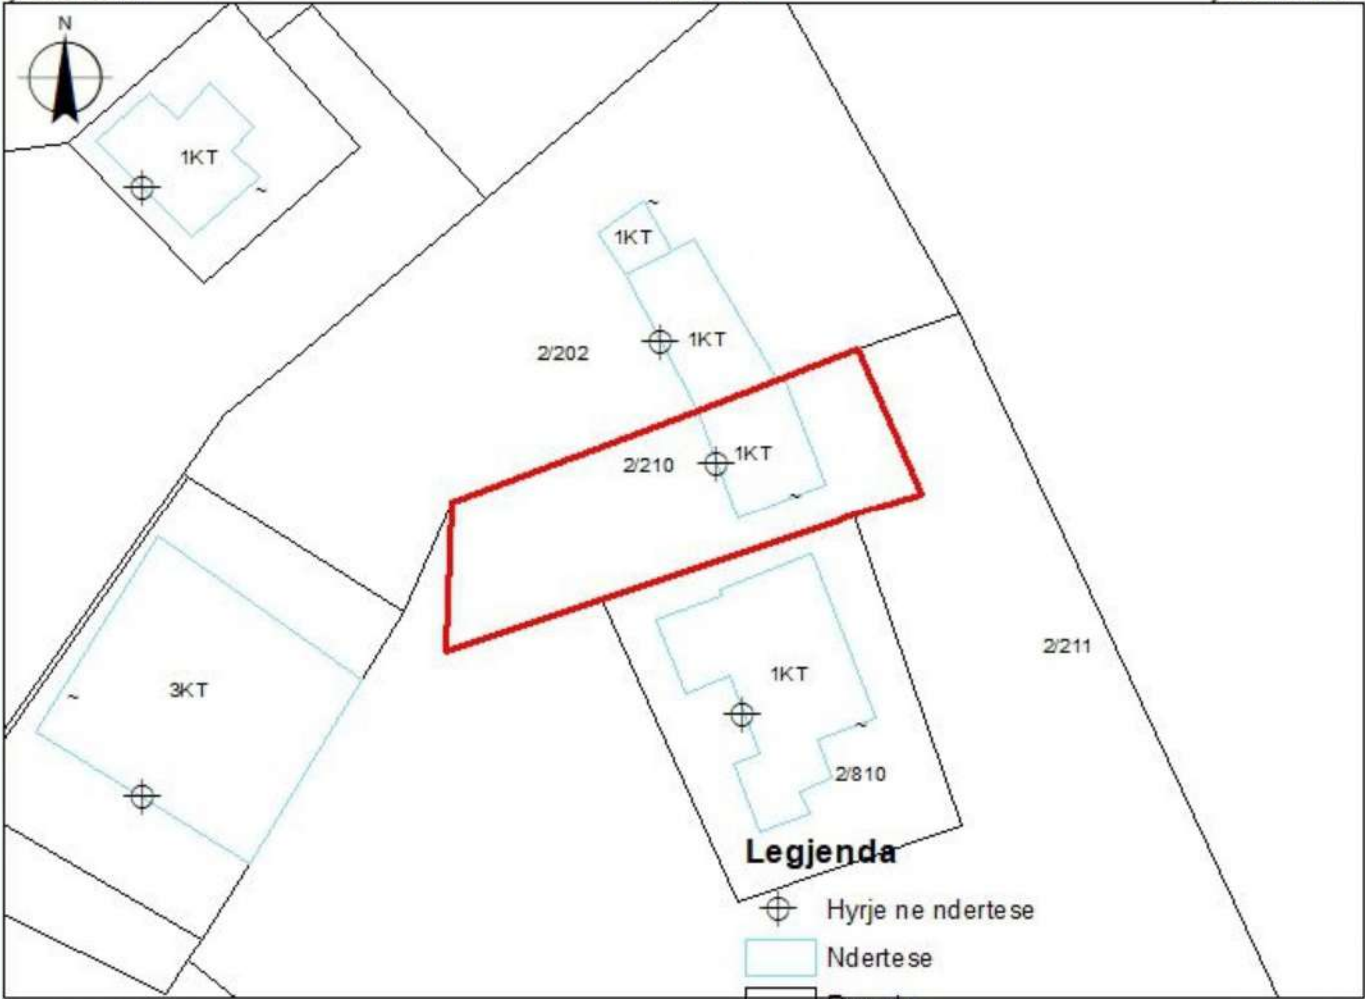 N
1KT
1KT
1KT
2/202
1KT
2/210
2/211
1KT
3KT
2/810
Legjenda
Hyrje ne ndertese
Ndertese